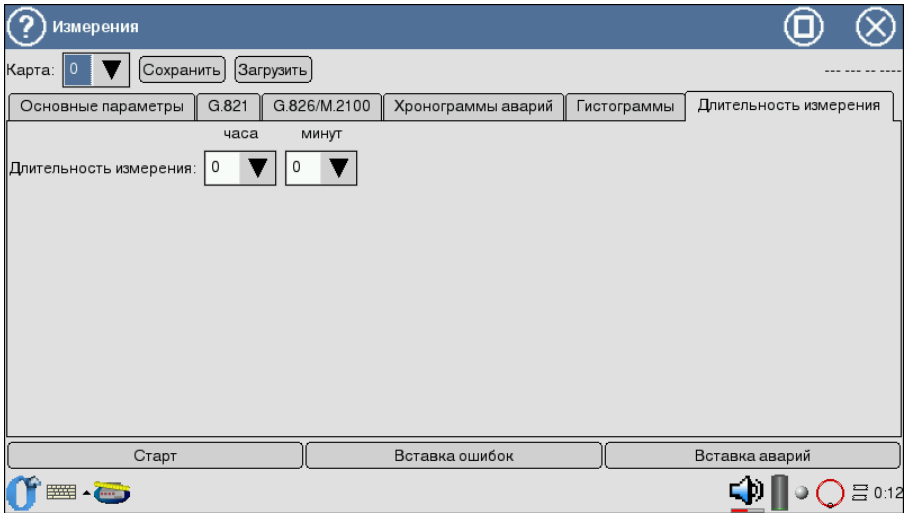 Измерения
Карта: 0 Сохранить Загрузить --- --- -- ----
Основные параметры G.821 G.826/M.2100 Хронограммы аварий Гистограммы Длительность измерения
часа минут
Длительность измерения: 0 0
Старт Вставка ошибок Вставка аварий
0:12